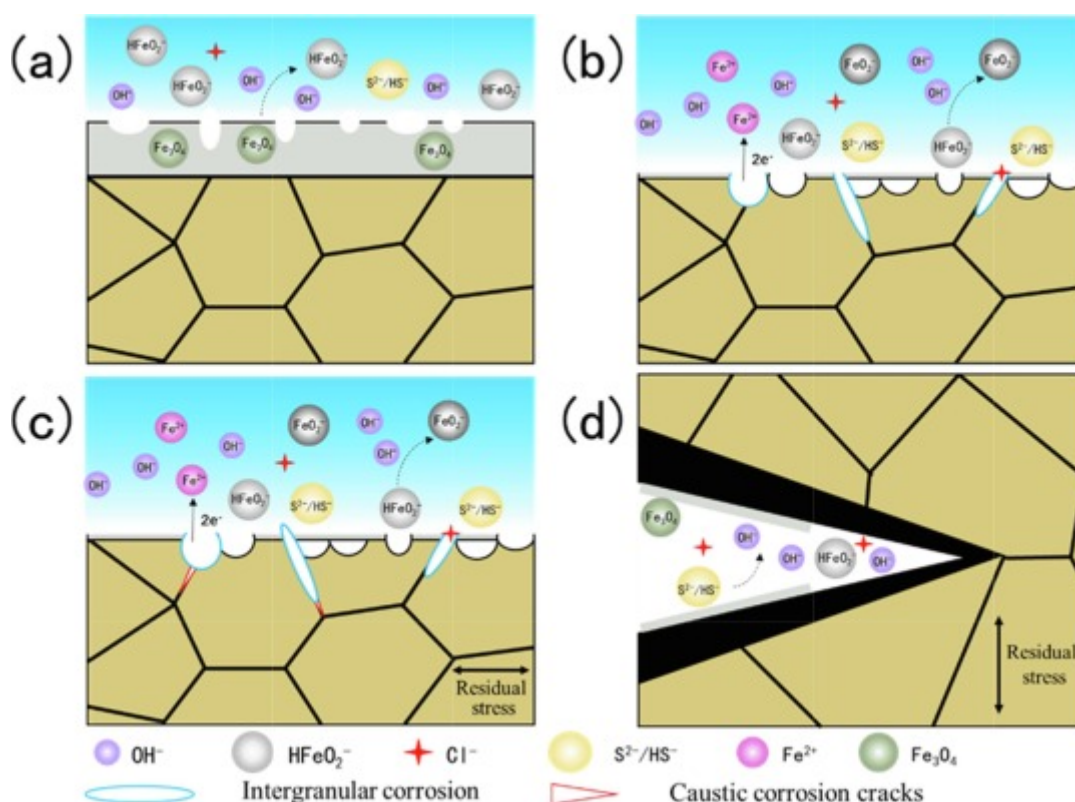 (a)
HFeO₂⁻
HFeO₂⁻
S²⁻/HS⁻
HFeO₂⁻
OH⁻
OH⁻
OH⁻
OH⁻
HFeO₂⁻
Fe₃O₄
Fe₃O₄
Fe₃O₄
(b)
Fe²⁺
OH⁻
FeO₂⁻
OH⁻
FeO₂⁻
OH⁻
OH⁻
Fe²⁺
OH⁻
2e⁻
HFeO₂⁻
S²⁻/HS⁻
HFeO₂⁻
S²⁻/HS⁻
(c)
Fe²⁺
OH⁻
FeO₂⁻
OH⁻
FeO₂⁻
OH⁻
OH⁻
OH⁻
Fe²⁺
2e⁻
HFeO₂⁻
S²⁻/HS⁻
HFeO₂⁻
S²⁻/HS⁻
Residual
stress
(d)
Fe₃O₄
OH⁻
OH⁻
HFeO₂⁻
OH⁻
S²⁻/HS⁻
Residual
stress
OH⁻ HFeO₂⁻ Cl⁻ S²⁻/HS⁻ Fe²⁺ Fe₃O₄
Intergranular corrosion Caustic corrosion cracks